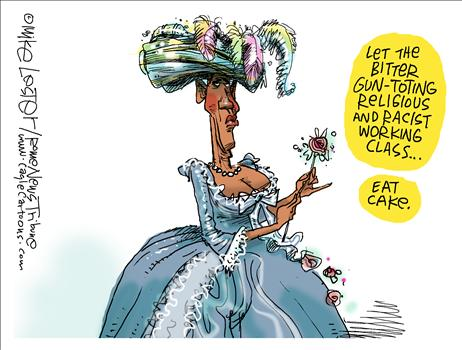 ©Mike Lester/Rome News Tribune
www.caglecartoons.com
LET THE
BITTER
GUN-TOTING
RELIGIOUS
AND RACIST
WORKING
CLASS...
EAT
CAKE.